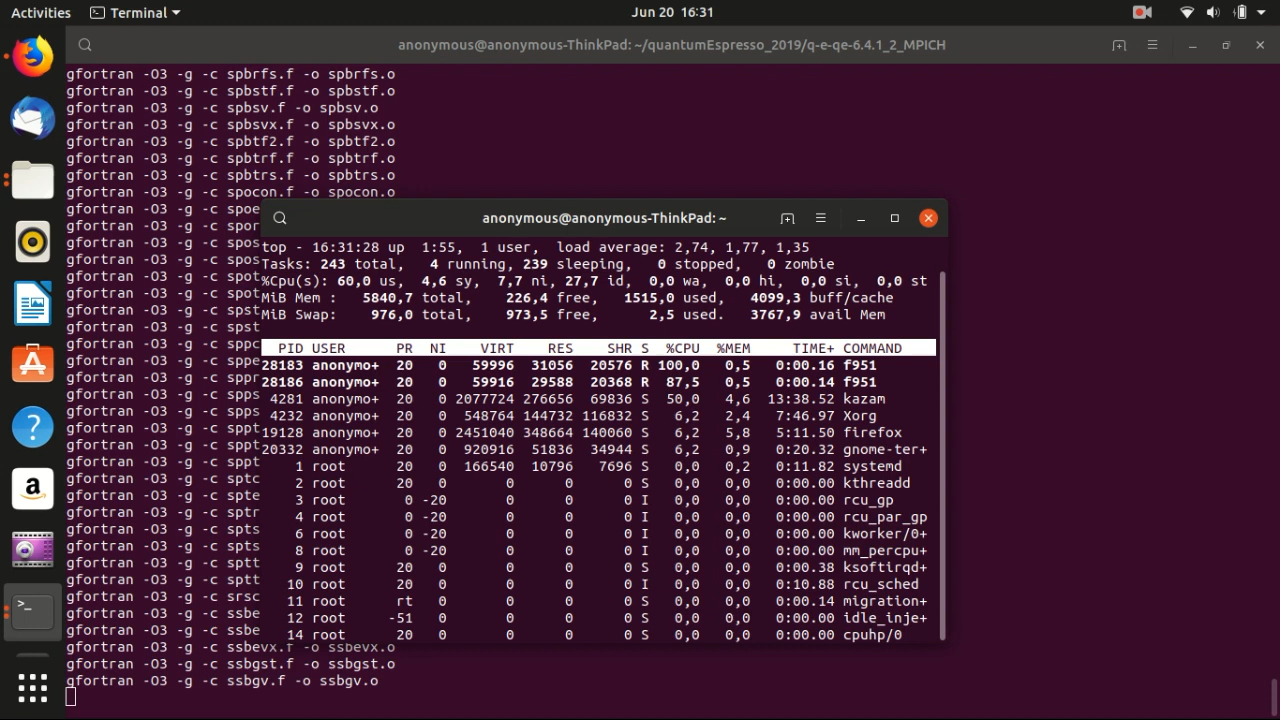 Activities Terminal Jun 20 16:31
anonymous@anonymous-ThinkPad: ~/quantumEspresso_2019/q-e-qe-6.4.1_2_MPICH
gfortran -O3 -g -c spbrfs.f -o spbrfs.o
gfortran -O3 -g -c spbstf.f -o spbstf.o
gfortran -O3 -g -c spbsv.f -o spbsv.o
gfortran -O3 -g -c spbsvx.f -o spbsvx.o
gfortran -O3 -g -c spbtf2.f -o spbtf2.o
gfortran -O3 -g -c spbtrf.f -o spbtrf.o
gfortran -O3 -g -c spbtrs.f -o spbtrs.o
gfortran -O3 -g -c spocon.f -o spocon.o
gfortran -O3 -g -c spoe
gfortran -O3 -g -c spor
gfortran -O3 -g -c spos
gfortran -O3 -g -c spos
gfortran -O3 -g -c spot
gfortran -O3 -g -c spot
gfortran -O3 -g -c spst
gfortran -O3 -g -c spst
gfortran -O3 -g -c sppc
gfortran -O3 -g -c sppe
gfortran -O3 -g -c sppr
gfortran -O3 -g -c spps
gfortran -O3 -g -c spps
gfortran -O3 -g -c sppt
gfortran -O3 -g -c sppt
gfortran -O3 -g -c sppt
gfortran -O3 -g -c sptc
gfortran -O3 -g -c spte
gfortran -O3 -g -c sptr
gfortran -O3 -g -c spts
gfortran -O3 -g -c spts
gfortran -O3 -g -c sptt
gfortran -O3 -g -c sptt
gfortran -O3 -g -c srsc
gfortran -O3 -g -c ssbe
gfortran -O3 -g -c ssbe
gfortran -O3 -g -c ssbevx.f -o ssbevx.o
gfortran -O3 -g -c ssbgst.f -o ssbgst.o
gfortran -O3 -g -c ssbgv.f -o ssbgv.o
anonymous@anonymous-ThinkPad: ~
top - 16:31:28 up  1:55,  1 user,  load average: 2,74, 1,77, 1,35
Tasks: 243 total,   4 running, 239 sleeping,   0 stopped,   0 zombie
%Cpu(s): 60,0 us,  4,6 sy,  7,7 ni, 27,7 id,  0,0 wa,  0,0 hi,  0,0 si,  0,0 st
MiB Mem :   5840,7 total,    226,4 free,   1515,0 used,   4099,3 buff/cache
MiB Swap:    976,0 total,    973,5 free,      2,5 used.   3767,9 avail Mem
PID USER PR NI VIRT RES SHR S %CPU %MEM TIME+ COMMAND
28183 anonymo+ 20 0 59996 31056 20576 R 100,0 0,5 0:00.16 f951
28186 anonymo+ 20 0 59916 29588 20368 R 87,5 0,5 0:00.14 f951
4281 anonymo+ 20 0 2077724 276656 69836 S 50,0 4,6 13:38.52 kazam
4232 anonymo+ 20 0 548764 144732 116832 S 6,2 2,4 7:46.97 Xorg
19128 anonymo+ 20 0 2451040 348664 140060 S 6,2 5,8 5:11.50 firefox
20332 anonymo+ 20 0 920916 51836 34944 S 6,2 0,9 0:20.32 gnome-ter+
1 root 20 0 166540 10796 7696 S 0,0 0,2 0:11.82 systemd
2 root 20 0 0 0 0 S 0,0 0,0 0:00.00 kthreadd
3 root 0 -20 0 0 0 I 0,0 0,0 0:00.00 rcu_gp
4 root 0 -20 0 0 0 I 0,0 0,0 0:00.00 rcu_par_gp
6 root 0 -20 0 0 0 I 0,0 0,0 0:00.00 kworker/0+
8 root 0 -20 0 0 0 I 0,0 0,0 0:00.00 mm_percpu+
9 root 20 0 0 0 0 S 0,0 0,0 0:00.38 ksoftirqd+
10 root 20 0 0 0 0 I 0,0 0,0 0:10.88 rcu_sched
11 root rt 0 0 0 0 S 0,0 0,0 0:00.14 migration+
12 root -51 0 0 0 0 S 0,0 0,0 0:00.00 idle_inje+
14 root 20 0 0 0 0 S 0,0 0,0 0:00.00 cpuhp/0